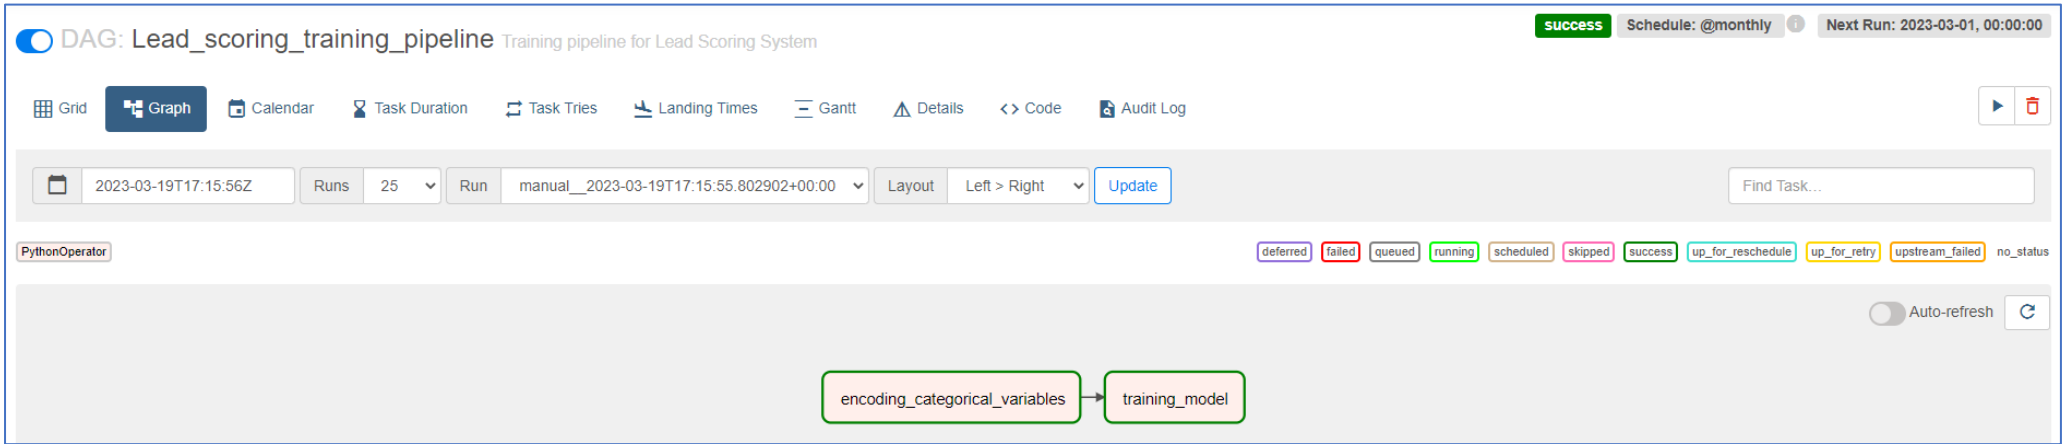 DAG: Lead_scoring_training_pipeline Training pipeline for Lead Scoring System
success Schedule: @monthly Next Run: 2023-03-01, 00:00:00
Grid Graph Calendar Task Duration Task Tries Landing Times Gantt Details <> Code Audit Log
2023-03-19T17:15:56Z Runs 25 Run manual__2023-03-19T17:15:55.802902+00:00 Layout Left > Right Update Find Task...
PythonOperator deferred failed queued running scheduled skipped success up_for_reschedule up_for_retry upstream_failed no_status
Auto-refresh
encoding_categorical_variables training_model